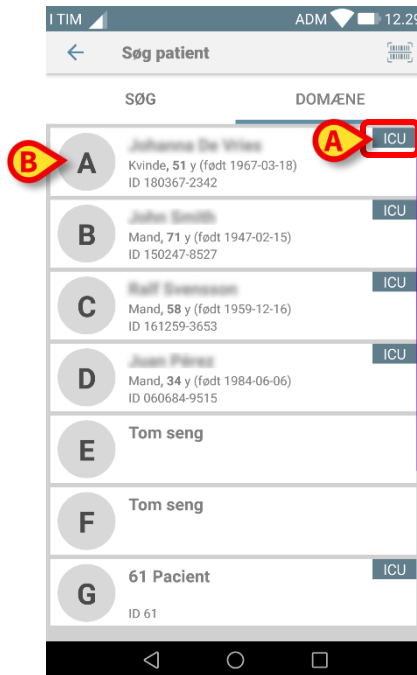 I TIM ADM 12.29
Søg patient
SØG DOMÆNE
A
ICU
Kvinde, 51 y (født 1967-03-18)
ID 180367-2342
B
A
B
ICU
Mand, 71 y (født 1947-02-15)
ID 150247-8527
C
ICU
Mand, 58 y (født 1959-12-16)
ID 161259-3653
D
ICU
Mand, 34 y (født 1984-06-06)
ID 060684-9515
E
Tom seng
F
Tom seng
G
61 Pacient
ICU
ID 61